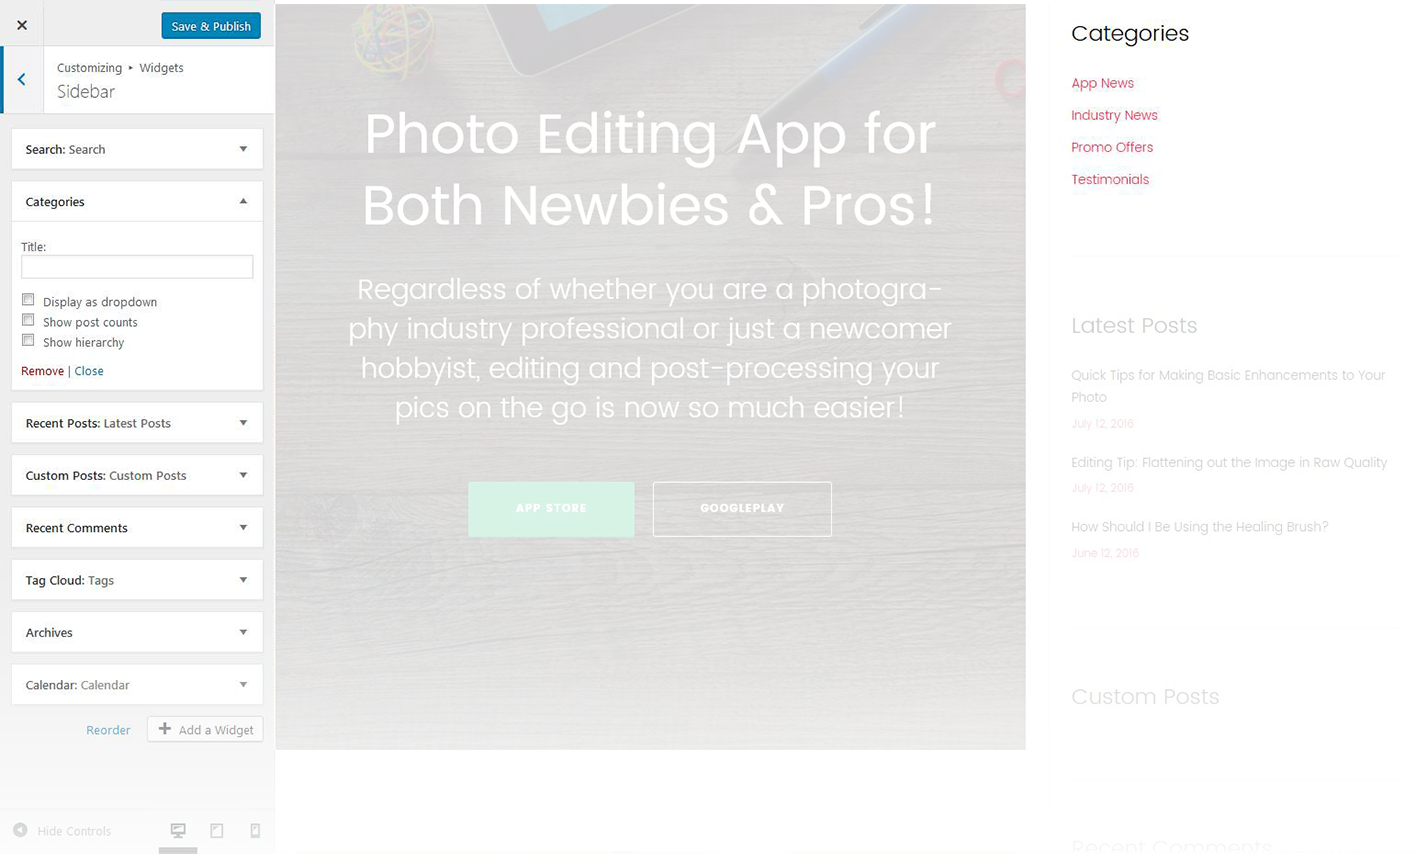 Save & Publish
Customizing ▸ Widgets
Sidebar
Search: Search
Categories
Title:
Display as dropdown
Show post counts
Show hierarchy
Remove | Close
Recent Posts: Latest Posts
Custom Posts: Custom Posts
Recent Comments
Tag Cloud: Tags
Archives
Calendar: Calendar
Reorder
Add a Widget
Hide Controls
Photo Editing App for
Both Newbies & Pros!
Regardless of whether you are a photogra-
phy industry professional or just a newcomer
hobbyist, editing and post-processing your
pics on the go is now so much easier!
APP STORE
GOOGLEPLAY
Categories
App News
Industry News
Promo Offers
Testimonials
Latest Posts
Quick Tips for Making Basic Enhancements to Your
Photo
July 12, 2016
Editing Tip: Flattening out the Image in Raw Quality
July 12, 2016
How Should I Be Using the Healing Brush?
June 12, 2016
Custom Posts
Recent Comments